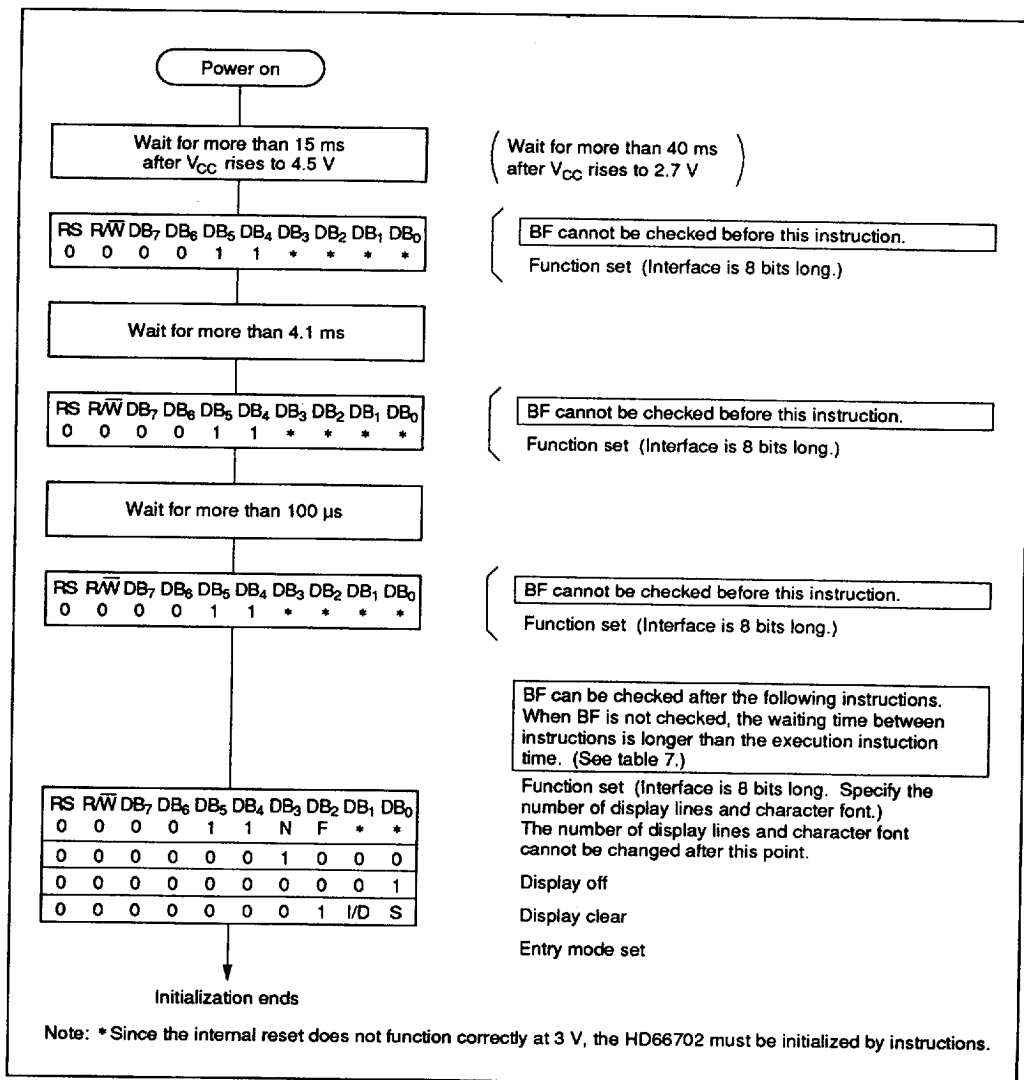 Power on
Wait for more than 15 ms
after VCC rises to 4.5 V
Wait for more than 40 ms
after VCC rises to 2.7 V
RS R/W̅ DB7 DB6 DB5 DB4 DB3 DB2 DB1 DB0
0 0 0 0 1 1 * * * *
BF cannot be checked before this instruction.
Function set (Interface is 8 bits long.)
Wait for more than 4.1 ms
RS R/W̅ DB7 DB6 DB5 DB4 DB3 DB2 DB1 DB0
0 0 0 0 1 1 * * * *
BF cannot be checked before this instruction.
Function set (Interface is 8 bits long.)
Wait for more than 100 µs
RS R/W̅ DB7 DB6 DB5 DB4 DB3 DB2 DB1 DB0
0 0 0 0 1 1 * * * *
BF cannot be checked before this instruction.
Function set (Interface is 8 bits long.)
BF can be checked after the following instructions.
When BF is not checked, the waiting time between
instructions is longer than the execution instuction
time. (See table 7.)
RS R/W̅ DB7 DB6 DB5 DB4 DB3 DB2 DB1 DB0
0 0 0 0 1 1 N F * *
0 0 0 0 0 0 1 0 0 0
0 0 0 0 0 0 0 0 0 1
0 0 0 0 0 0 0 1 I/D S
Function set (Interface is 8 bits long. Specify the
number of display lines and character font.)
The number of display lines and character font
cannot be changed after this point.
Display off
Display clear
Entry mode set
Initialization ends
Note: * Since the internal reset does not function correctly at 3 V, the HD66702 must be initialized by instructions.